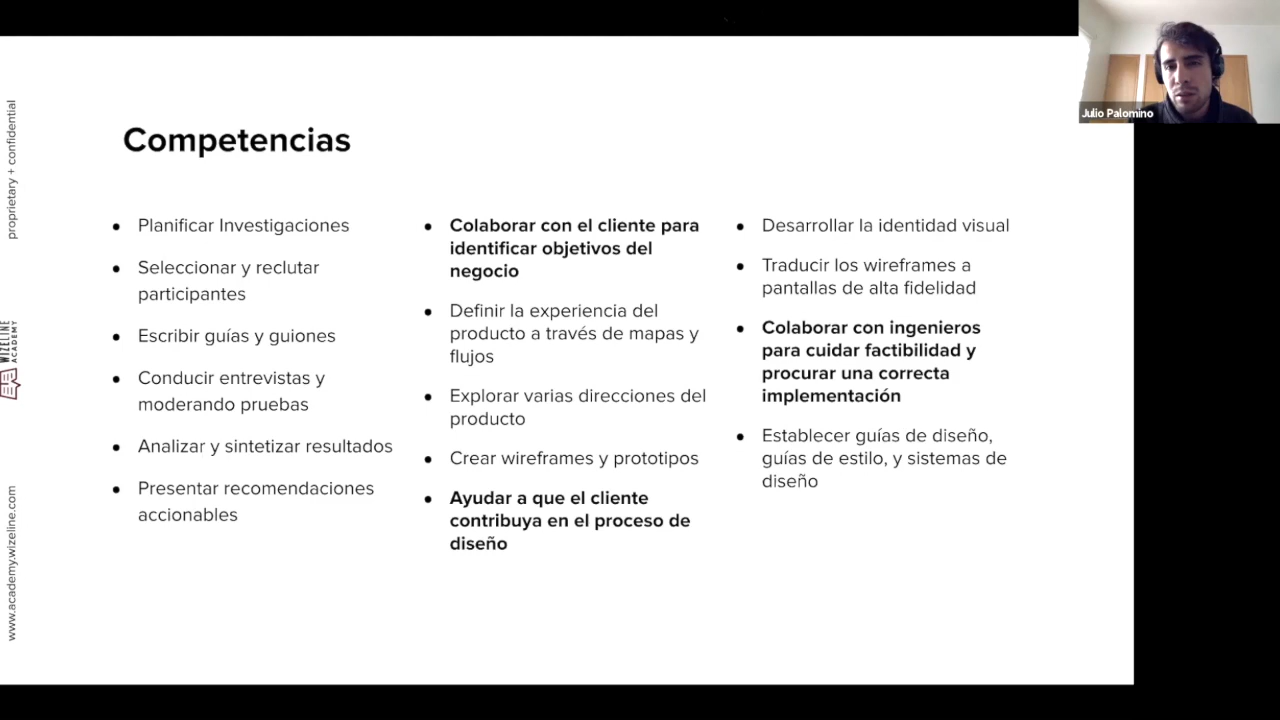 Competencias
Planificar Investigaciones
Seleccionar y reclutar
participantes
Escribir guías y guiones
Conducir entrevistas y
moderando pruebas
Analizar y sintetizar resultados
Presentar recomendaciones
accionables
Colaborar con el cliente para
identificar objetivos del
negocio
Definir la experiencia del
producto a través de mapas y
flujos
Explorar varias direcciones del
producto
Crear wireframes y prototipos
Ayudar a que el cliente
contribuya en el proceso de
diseño
Desarrollar la identidad visual
Traducir los wireframes a
pantallas de alta fidelidad
Colaborar con ingenieros
para cuidar factibilidad y
procurar una correcta
implementación
Establecer guías de diseño,
guías de estilo, y sistemas de
diseño
proprietary + confidential
WIZELINE
ACADEMY
www.academy.wizeline.com
Julio Palomino